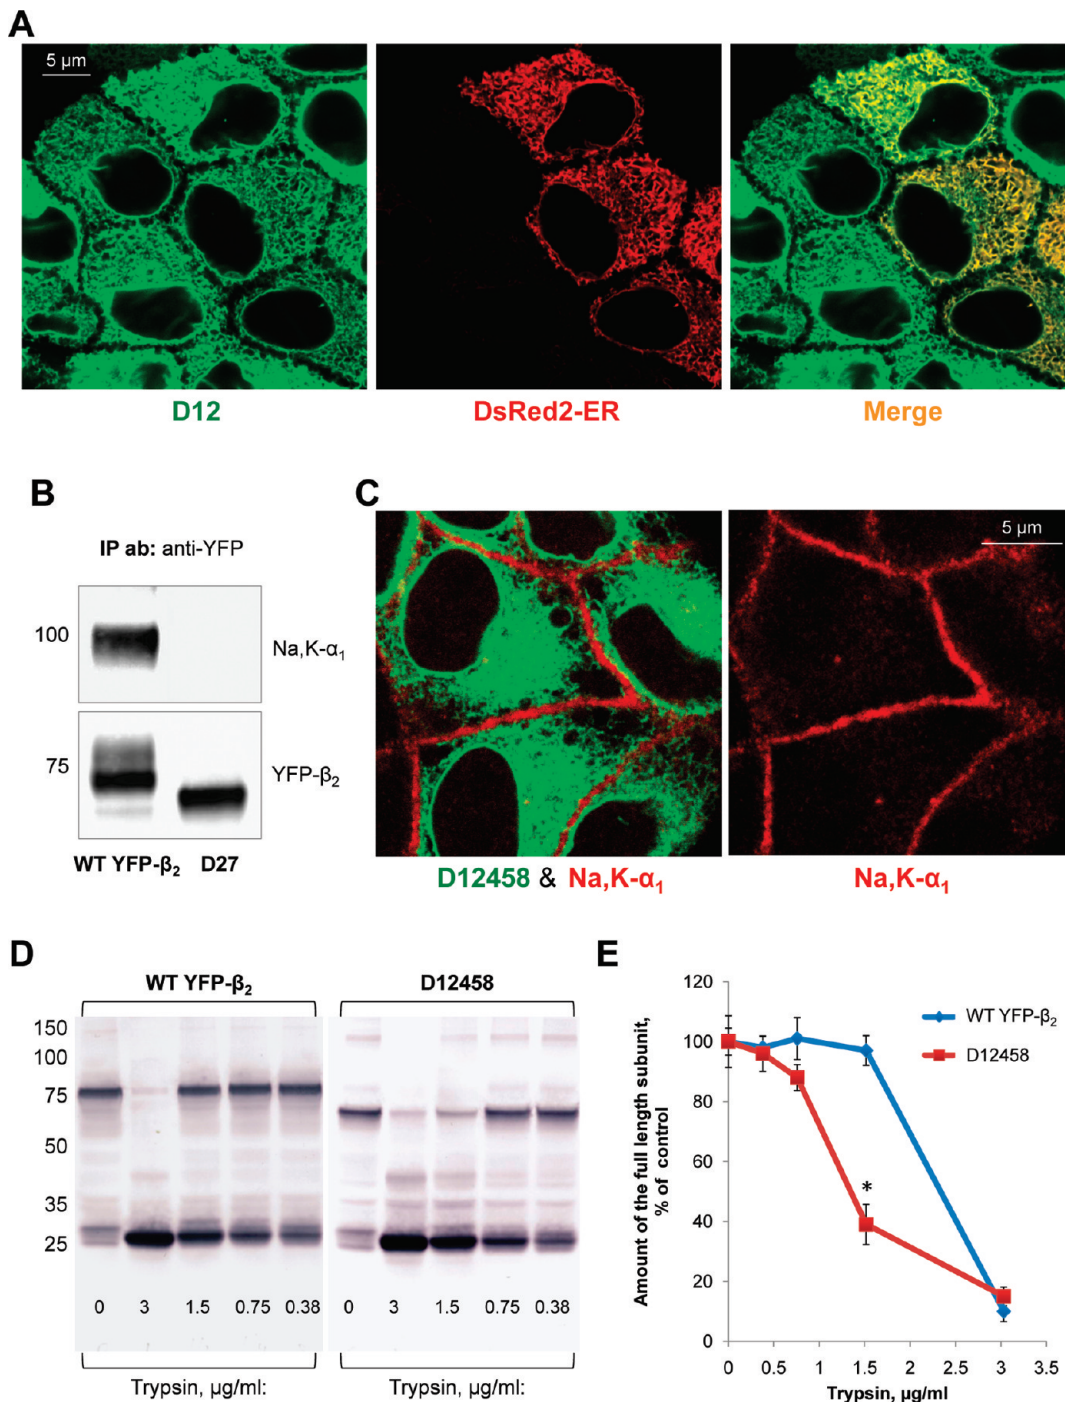 A
5 µm
D12
DsRed2-ER
Merge
B
IP ab: anti-YFP
100
Na,K-α₁
75
YFP-β₂
WT YFP-β₂ D27
C
5 µm
D12458 & Na,K-α₁
Na,K-α₁
D
WT YFP-β₂
D12458
150
100
75
50
35
25
0 3 1.5 0.75 0.38
0 3 1.5 0.75 0.38
Trypsin, µg/ml:
Trypsin, µg/ml:
E
Amount of the full length subunit,
% of control
120
100
80
60
40
20
0
WT YFP-β₂
D12458
*
0 0.5 1 1.5 2 2.5 3 3.5
Trypsin, µg/ml